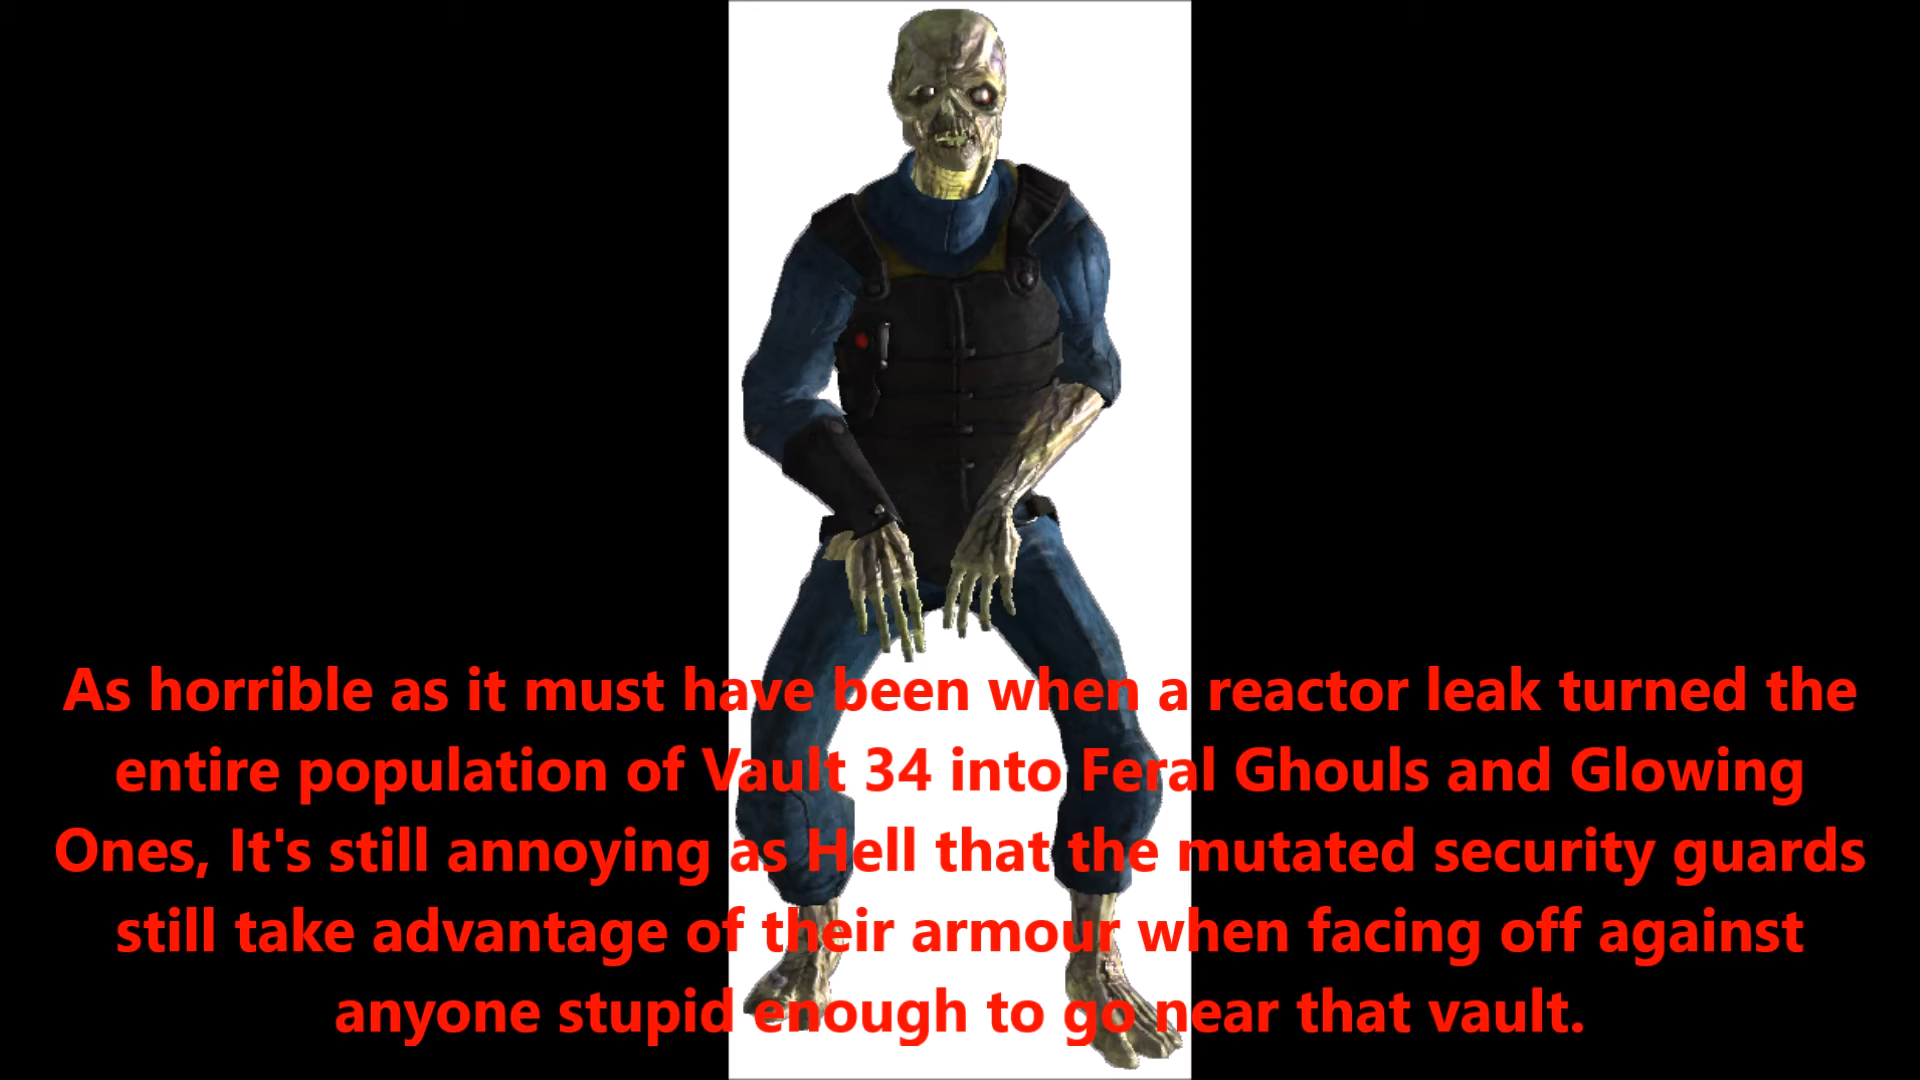 As horrible as it must have been when a reactor leak turned the
entire population of Vault 34 into Feral Ghouls and Glowing
Ones, It's still annoying as Hell that the mutated security guards
still take advantage of their armour when facing off against
anyone stupid enough to go near that vault.